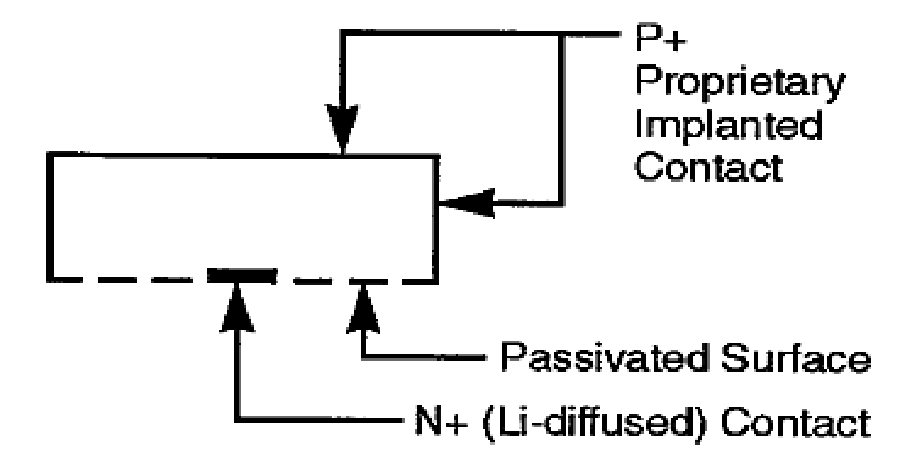 P+
Proprietary
Implanted
Contact
Passivated Surface
N+ (Li-diffused) Contact